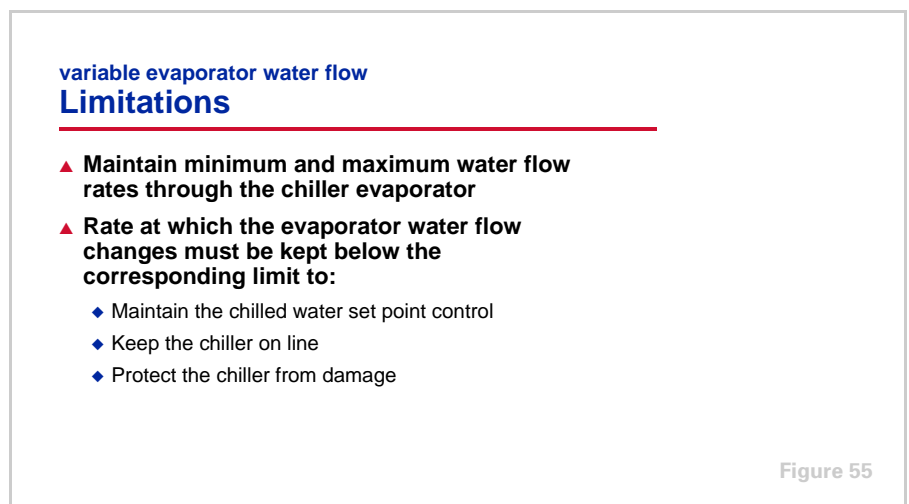 variable evaporator water flow
Limitations
▲ Maintain minimum and maximum water flow
rates through the chiller evaporator
▲ Rate at which the evaporator water flow
changes must be kept below the
corresponding limit to:
◆ Maintain the chilled water set point control
◆ Keep the chiller on line
◆ Protect the chiller from damage
Figure 55